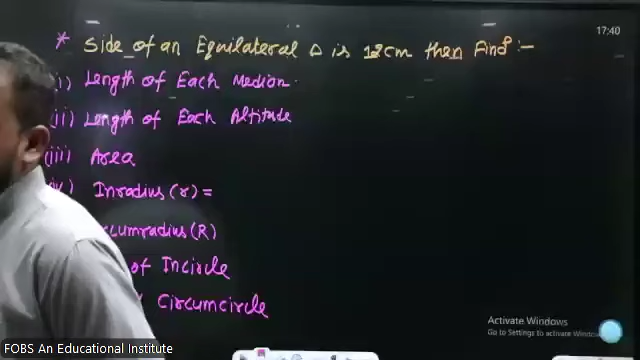 17:40
* Side of an Equilateral Δ is 12cm then Find :-
(i) Length of Each Median.
(ii) Length of Each Altitude
(iii) Area
Inradius (r) =
(R)
of Incircle
Circumcircle
Activate Windows
Go to Settings to activate Windows
FOBS An Educational Institute